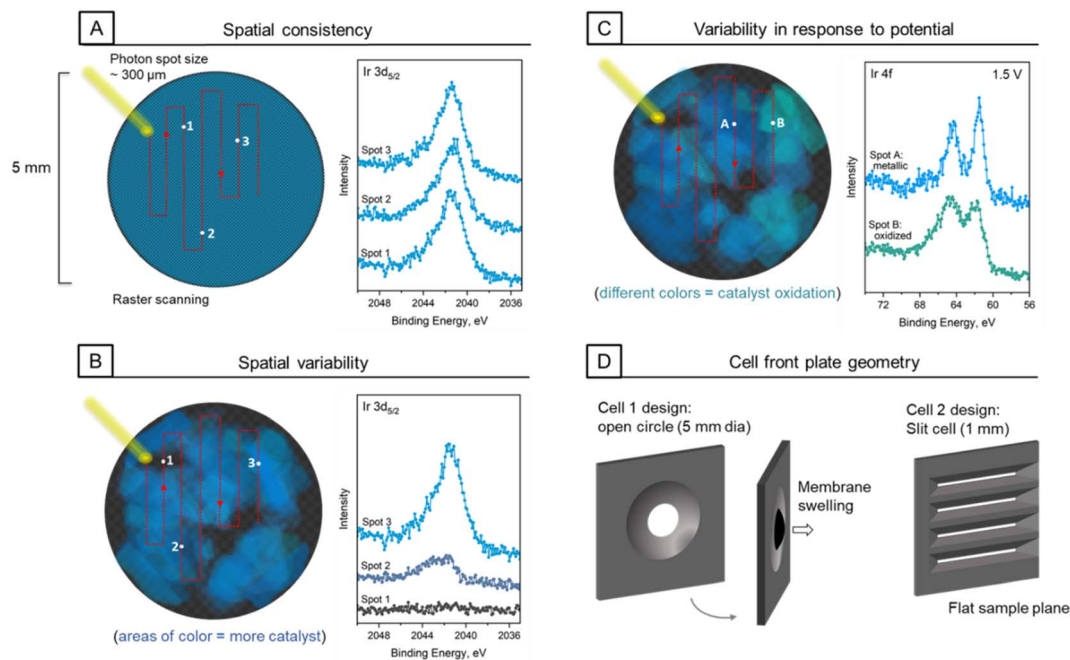 A
Spatial consistency
Photon spot size
~ 300 µm
5 mm
1
2
3
Raster scanning
Ir 3d5/2
Intensity
Spot 3
Spot 2
Spot 1
2048 2044 2040 2036
Binding Energy, eV
B
Spatial variability
1
2
3
(areas of color = more catalyst)
Ir 3d5/2
Intensity
Spot 3
Spot 2
Spot 1
2048 2044 2040 2036
Binding Energy, eV
C
Variability in response to potential
A
B
(different colors = catalyst oxidation)
Ir 4f
1.5 V
Intensity
Spot A:
metallic
Spot B:
oxidized
72 68 64 60 56
Binding Energy, eV
D
Cell front plate geometry
Cell 1 design:
open circle (5 mm dia)
Membrane
swelling
Cell 2 design:
Slit cell (1 mm)
Flat sample plane